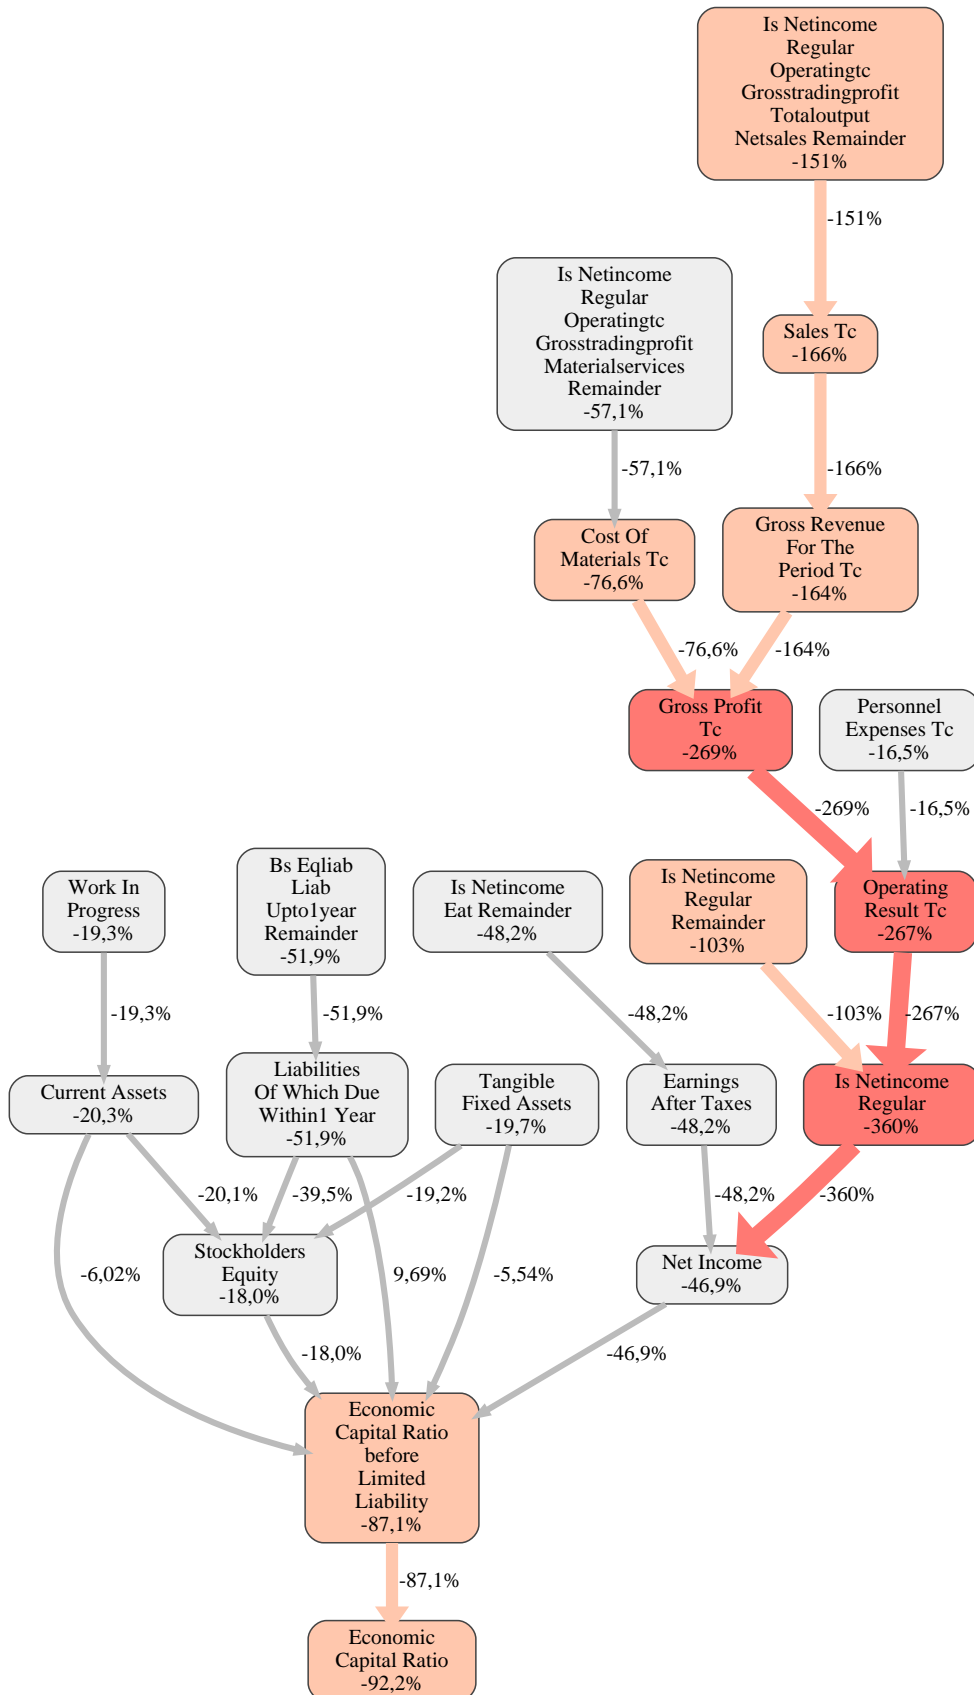 Is Netincome
Regular
Operatingtc
Grosstradingprofit
Totaloutput
Netsales Remainder
-151%
-151%
Is Netincome
Regular
Operatingtc
Grosstradingprofit
Materialservices
Remainder
-57,1%
Sales Tc
-166%
-57,1%
-166%
Cost Of
Materials Tc
-76,6%
Gross Revenue
For The
Period Tc
-164%
-76,6%
-164%
Gross Profit
Tc
-269%
Personnel
Expenses Tc
-16,5%
-269%
-16,5%
Work In
Progress
-19,3%
Bs Eqliab
Liab
Upto1year
Remainder
-51,9%
Is Netincome
Eat Remainder
-48,2%
Is Netincome
Regular
Remainder
-103%
Operating
Result Tc
-267%
-19,3%
-51,9%
-48,2%
-103%
-267%
Current Assets
-20,3%
Liabilities
Of Which Due
Within1 Year
-51,9%
Tangible
Fixed Assets
-19,7%
Earnings
After Taxes
-48,2%
Is Netincome
Regular
-360%
-20,1%
-39,5%
-19,2%
-48,2%
-360%
Stockholders
Equity
-18,0%
Net Income
-46,9%
-6,02%
9,69%
-5,54%
-18,0%
-46,9%
Economic
Capital Ratio
before
Limited
Liability
-87,1%
-87,1%
Economic
Capital Ratio
-92,2%